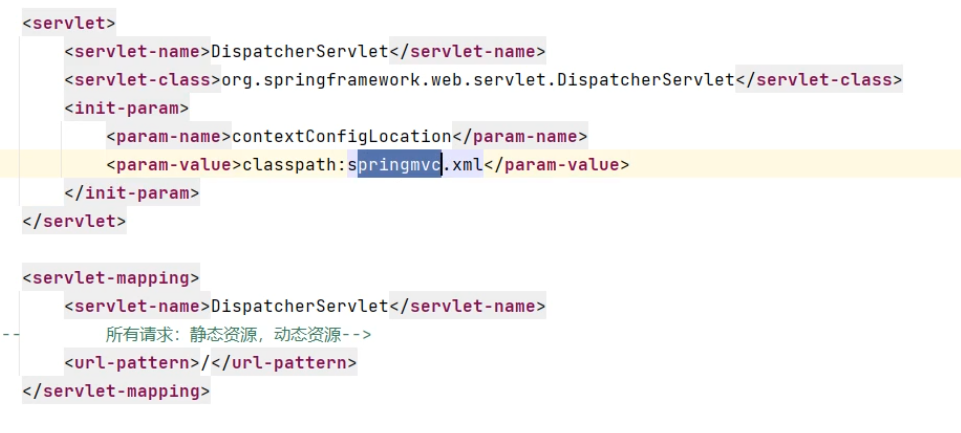 <servlet>
<servlet-name>DispatcherServlet</servlet-name>
<servlet-class>org.springframework.web.servlet.DispatcherServlet</servlet-class>
<init-param>
<param-name>contextConfigLocation</param-name>
<param-value>classpath:springmvc.xml</param-value>
</init-param>
</servlet>
<servlet-mapping>
<servlet-name>DispatcherServlet</servlet-name>
-- 所有请求：静态资源，动态资源-->
<url-pattern>/</url-pattern>
</servlet-mapping>